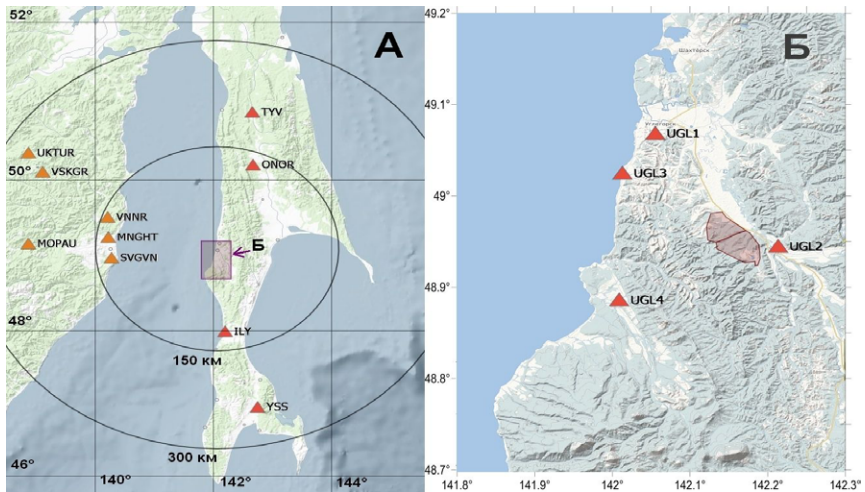 52°
А
TYV
UKTUR
50°
ONOR
VSKGR
VNNR
MOPAU
MNGHT
Б
SVGVN
48°
ILY
150 км
YSS
300 км
46°
140°
142°
144°
49.2°
Б
Шахтерск
49.1°
Углегорск
UGL1
49°
UGL3
UGL2
48.9°
UGL4
48.8°
48.7°
141.8°
141.9°
142°
142.1°
142.2°
142.3°